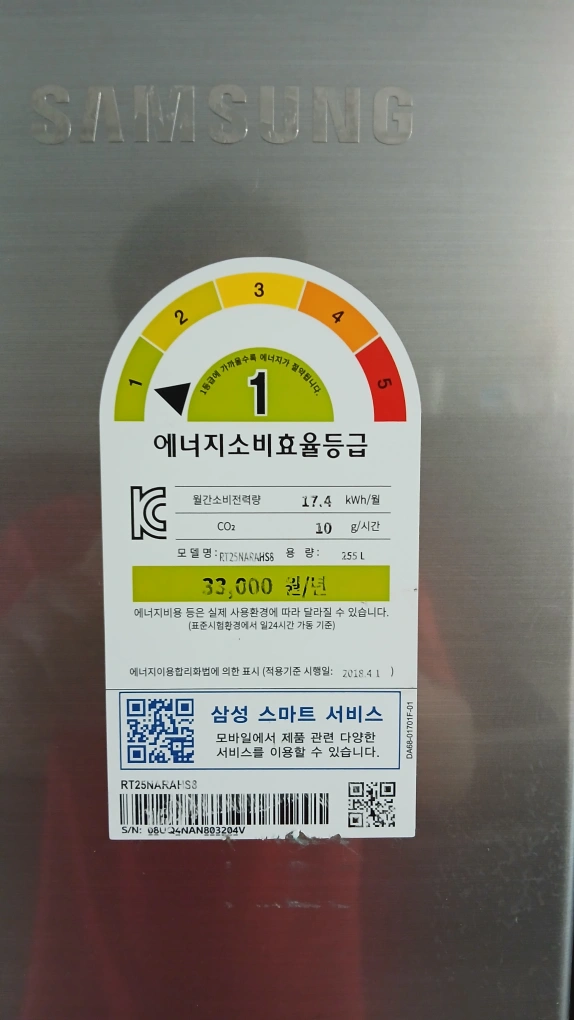 SAMSUNG
1 2 3 4 5
1등급에 가까울수록 에너지가 절약됩니다.
1
에너지소비효율등급
월간소비전력량 17.4 kWh/월
CO₂ 10 g/시간
모델명: RT25NARAHS8 용 량: 255 L
33,000 원/년
에너지비용 등은 실제 사용환경에 따라 달라질 수 있습니다.
(표준시험환경에서 일24시간 가동 기준)
에너지이용합리화법에 의한 표시 (적용기준 시행일: 2018.4.1 )
삼성 스마트 서비스
모바일에서 제품 관련 다양한
서비스를 이용할 수 있습니다.
DA68-01701F-01
RT25NARAHS8
S/N: 08UQ4NAN803204V